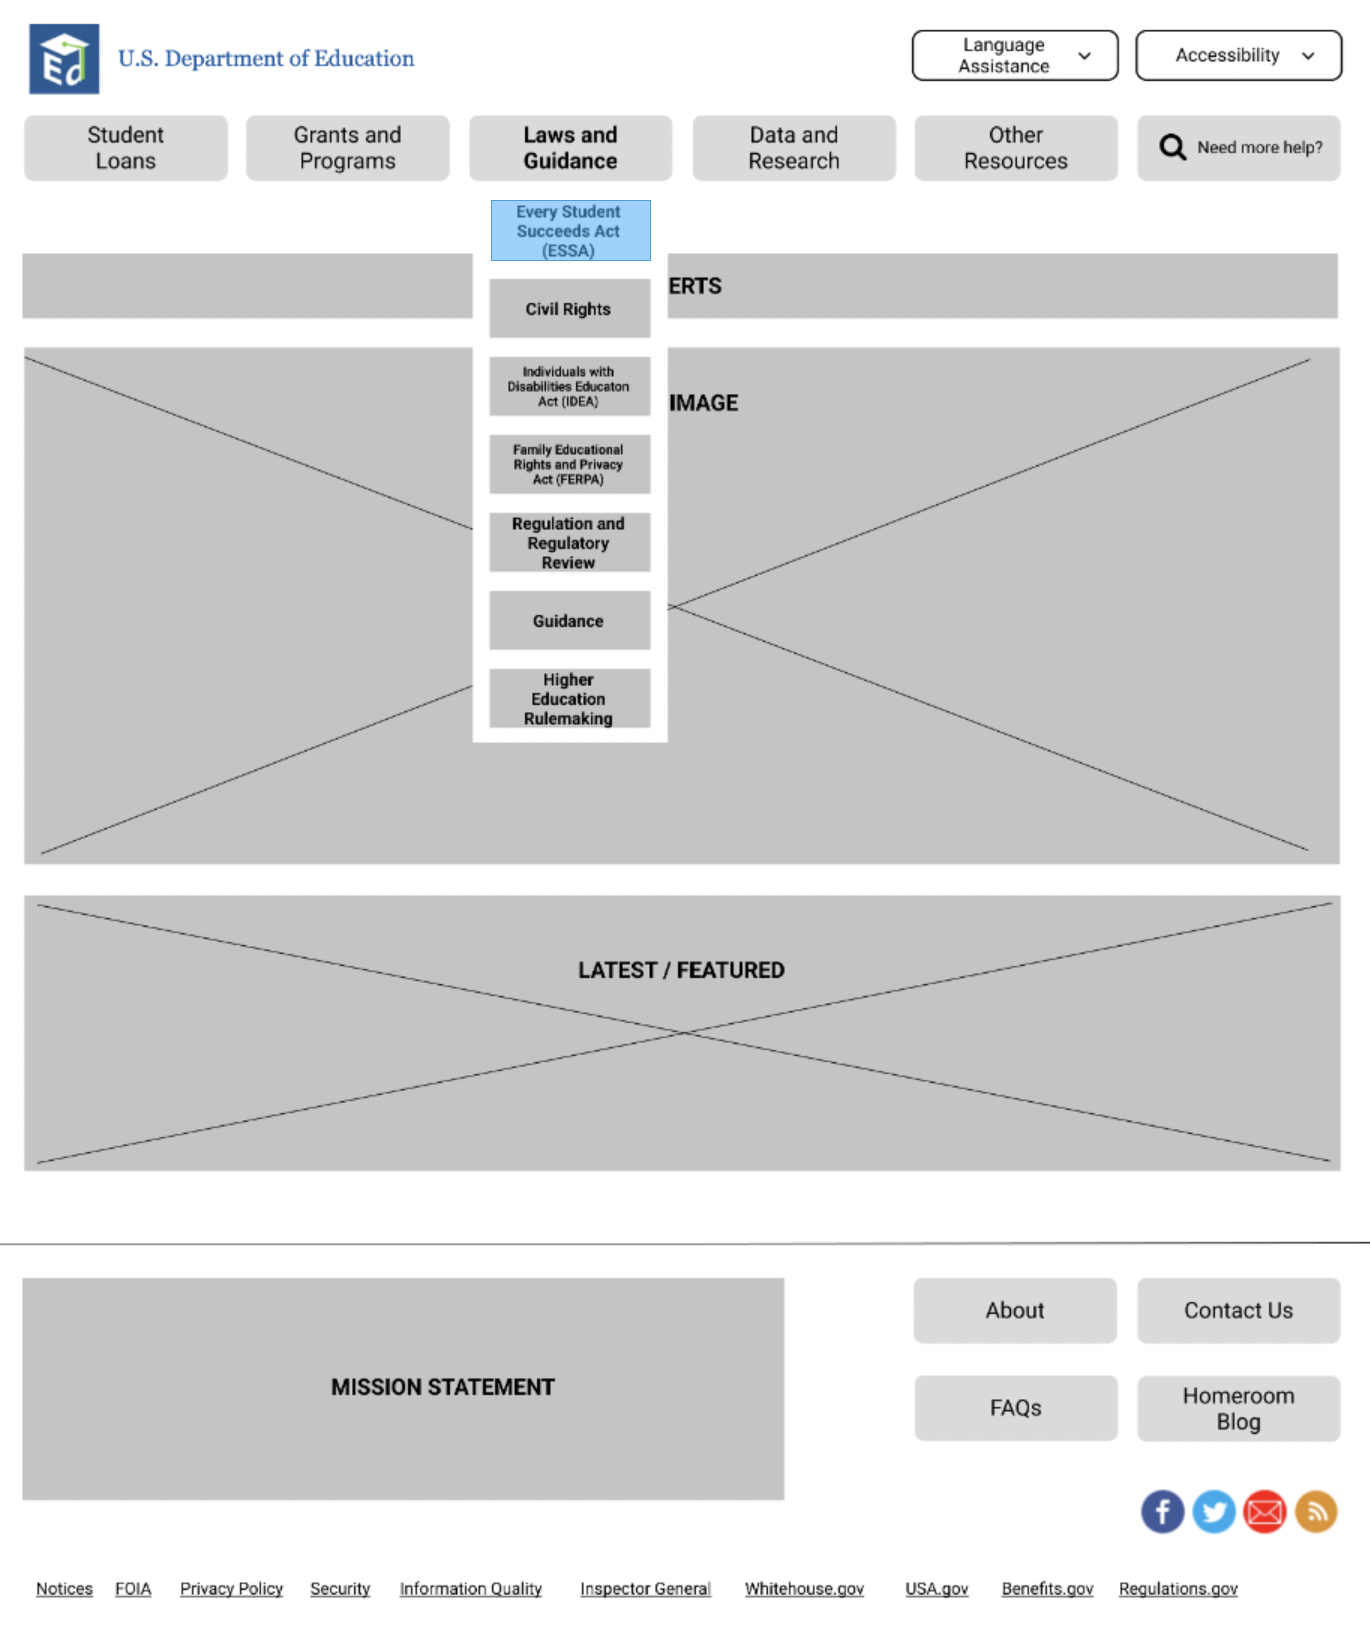 Ed
U.S. Department of Education
Language
Assistance
Accessibility
Student
Loans
Grants and
Programs
Laws and
Guidance
Data and
Research
Other
Resources
Need more help?
Every Student
Succeeds Act
(ESSA)
ERTS
Civil Rights
Individuals with
Disabilities Educaton
Act (IDEA)
IMAGE
Family Educational
Rights and Privacy
Act (FERPA)
Regulation and
Regulatory
Review
Guidance
Higher
Education
Rulemaking
LATEST / FEATURED
MISSION STATEMENT
About
Contact Us
FAQs
Homeroom
Blog
Notices FOIA Privacy Policy Security Information Quality Inspector General Whitehouse.gov USA.gov Benefits.gov Regulations.gov